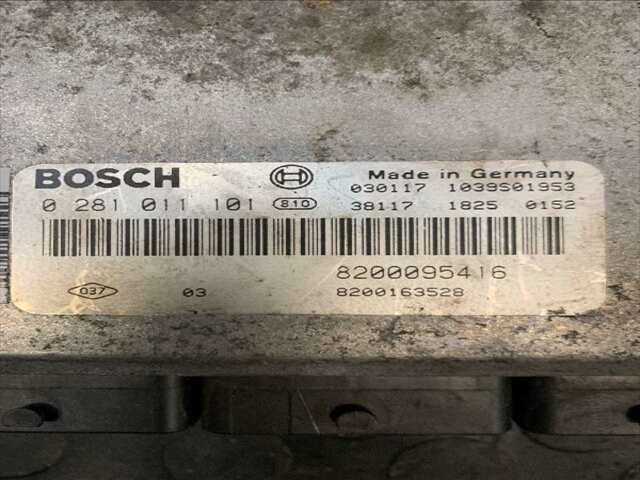 BOSCH Made in Germany
030117 1039S01953
0 281 011 101 810 38117 1825 0152
8200095416
037 03 8200163528